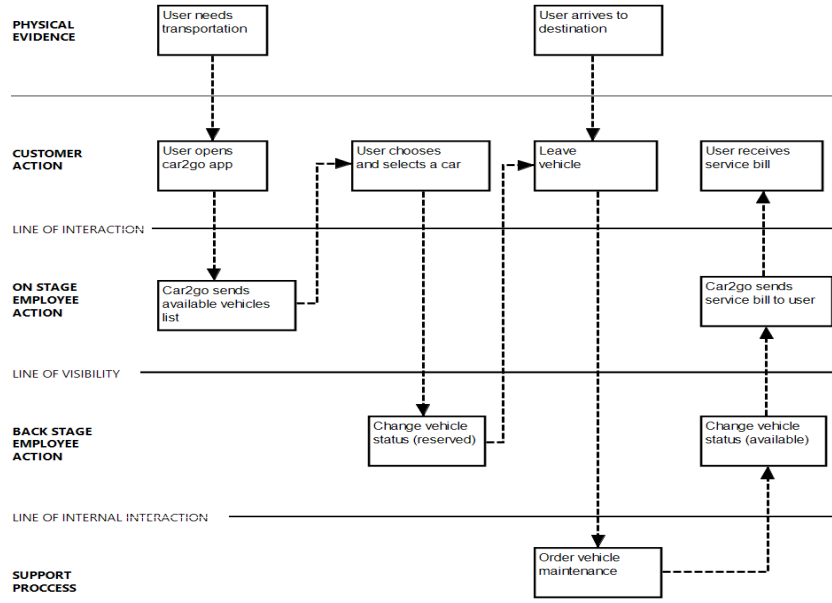 PHYSICAL
EVIDENCE
User needs
transportation
User arrives to
destination
CUSTOMER
ACTION
User opens
car2go app
User chooses
and selects a car
Leave
vehicle
User receives
service bill
LINE OF INTERACTION
ON STAGE
EMPLOYEE
ACTION
Car2go sends
available vehicles
list
Car2go sends
service bill to user
LINE OF VISIBILITY
BACK STAGE
EMPLOYEE
ACTION
Change vehicle
status (reserved)
Change vehicle
status (available)
LINE OF INTERNAL INTERACTION
SUPPORT
PROCCESS
Order vehicle
maintenance